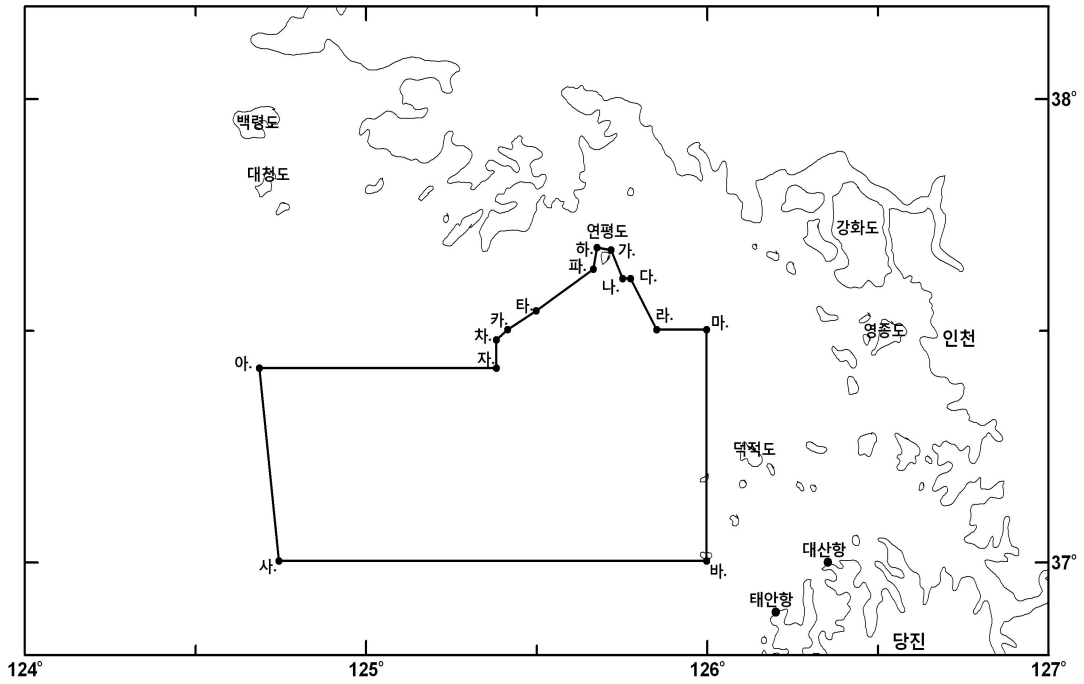 38°
백령도
대청도
강화도
연평도
하.
가.
파.
다.
나.
타.
라.
마.
카.
차.
영종도
인천
자.
아.
덕적도
대산항
37°
사.
바.
태안항
당진
124°
125°
126°
127°